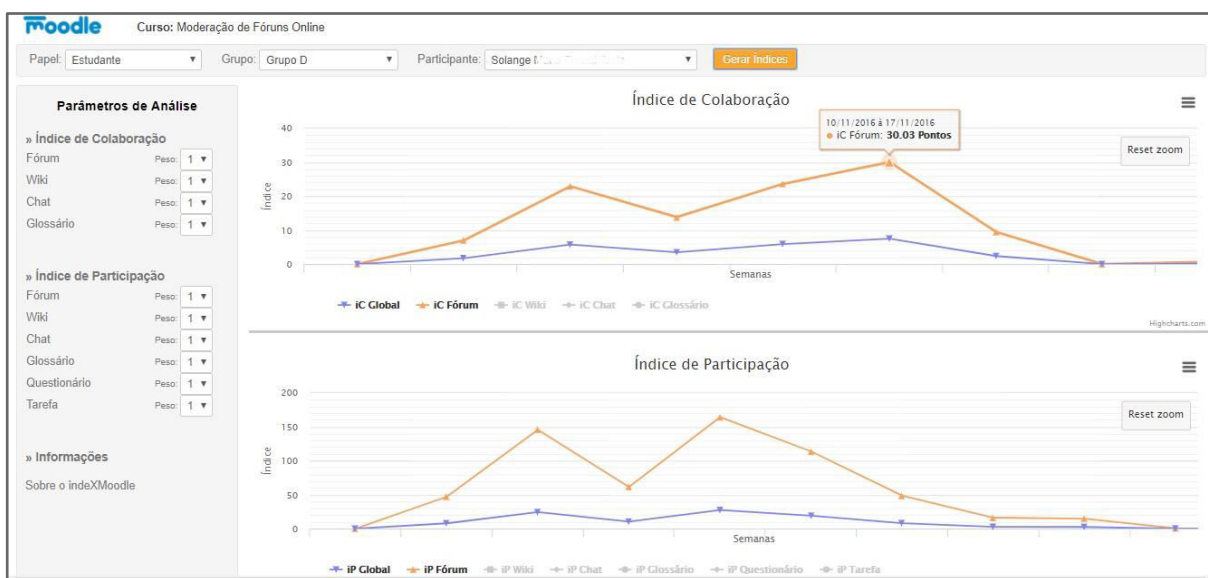 moodle Curso: Moderação de Fóruns Online
Papel: Estudante Grupo: Grupo D Participante: Solange Gerar Índices
Parâmetros de Análise
» Índice de Colaboração
Fórum Peso: 1
Wiki Peso: 1
Chat Peso: 1
Glossário Peso: 1
» Índice de Participação
Fórum Peso: 1
Wiki Peso: 1
Chat Peso: 1
Glossário Peso: 1
Questionário Peso: 1
Tarefa Peso: 1
» Informações
Sobre o indeXMoodle
Índice de Colaboração
10/11/2016 à 17/11/2016
iC Fórum: 30.03 Pontos
Reset zoom
Índice
40
30
20
10
0
Semanas
iC Global iC Fórum iC Wiki iC Chat iC Glossário
Highcharts.com
Índice de Participação
Reset zoom
Índice
200
150
100
50
0
Semanas
iP Global iP Fórum iP Wiki iP Chat iP Glossário iP Questionário iP Tarefa